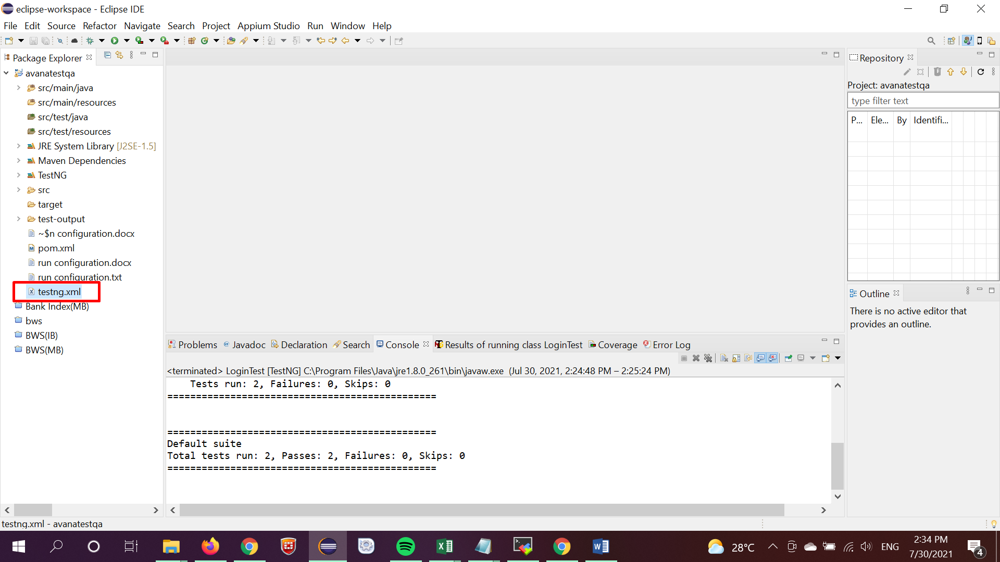 eclipse-workspace - Eclipse IDE
File Edit Source Refactor Navigate Search Project Appium Studio Run Window Help
Package Explorer
avanatestqa
src/main/java
src/main/resources
src/test/java
src/test/resources
JRE System Library [J2SE-1.5]
Maven Dependencies
TestNG
src
target
test-output
~$n configuration.docx
pom.xml
run configuration.docx
run configuration.txt
testng.xml
Bank Index(MB)
bws
BWS(IB)
BWS(MB)
Problems Javadoc Declaration Search Console Results of running class LoginTest Coverage Error Log
<terminated> LoginTest [TestNG] C:\Program Files\Java\jre1.8.0_261\bin\javaw.exe (Jul 30, 2021, 2:24:48 PM – 2:25:24 PM)
Tests run: 2, Failures: 0, Skips: 0
===============================================
===============================================
Default suite
Total tests run: 2, Passes: 2, Failures: 0, Skips: 0
===============================================
Repository
Project: avanatestqa
type filter text
P... Ele... By Identifi...
Outline
There is no active editor that
provides an outline.
testng.xml - avanatestqa
28°C
ENG
2:34 PM
7/30/2021
4